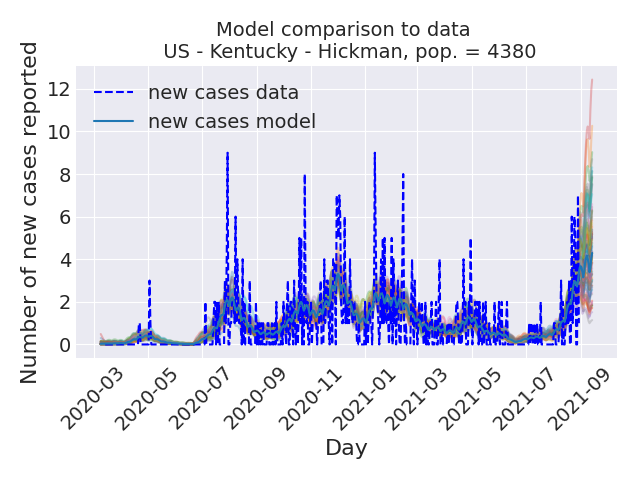 Model comparison to data
US - Kentucky - Hickman, pop. = 4380
Number of new cases reported
12
10
8
6
4
2
0
new cases data
new cases model
2020-03
2020-05
2020-07
2020-09
2020-11
2021-01
2021-03
2021-05
2021-07
2021-09
Day